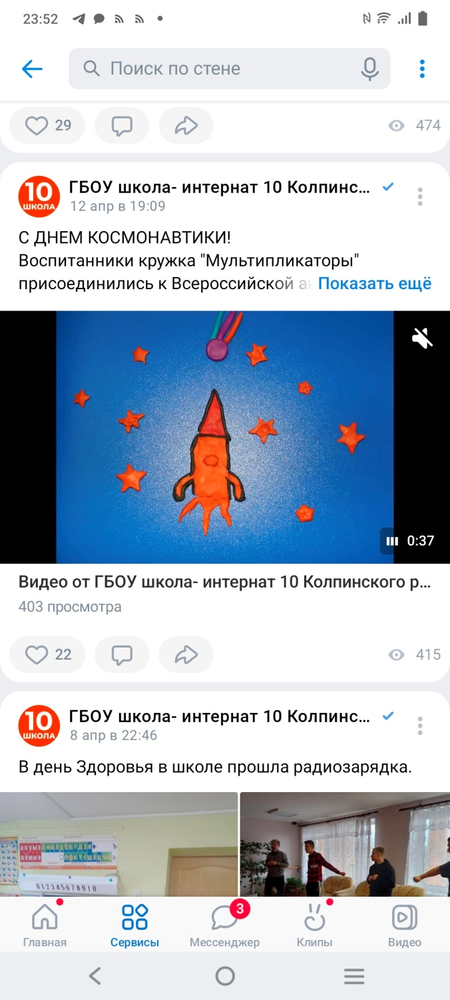 23:52
Поиск по стене
29
474
10
ШКОЛА
ГБОУ школа- интернат 10 Колпинс...
12 апр в 19:09
С ДНЕМ КОСМОНАВТИКИ!
Воспитанники кружка "Мультипликаторы"
присоединились к Всероссийской Показать ещё
0:37
Видео от ГБОУ школа- интернат 10 Колпинского р...
403 просмотра
22
415
10
ШКОЛА
ГБОУ школа- интернат 10 Колпинс...
8 апр в 22:46
В день Здоровья в школе прошла радиозарядка.
012345678910
3
Главная
Сервисы
Мессенджер
Клипы
Видео